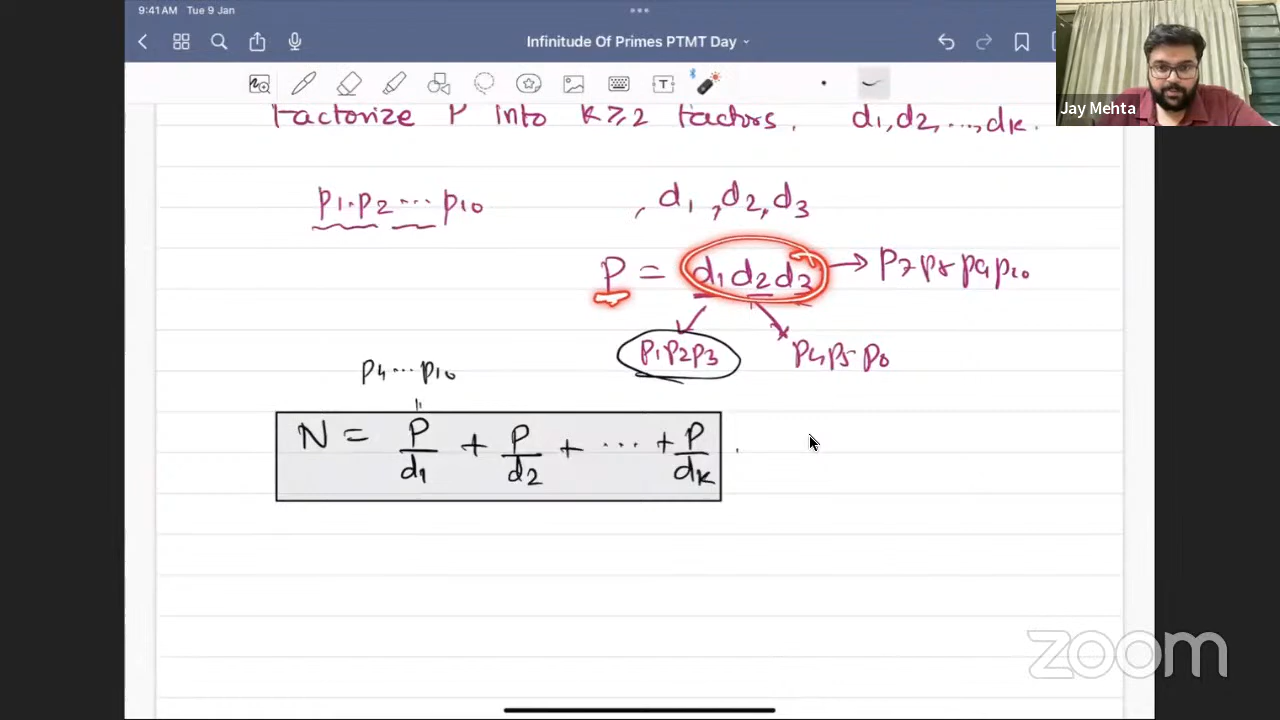 9:41 AM Tue 9 Jan
Infinitude Of Primes PTMT Day
T
Jay Mehta
Factorize P into k≥2 factors. d1,d2,...,dk.
p1.p2 ... p10
, d1, d2, d3
P = d1d2d3 → p7p8p9p10
p1p2p3
p4p5p6
p4...p10
"
N = P/d1 + P/d2 + ... + P/dk .
zoom